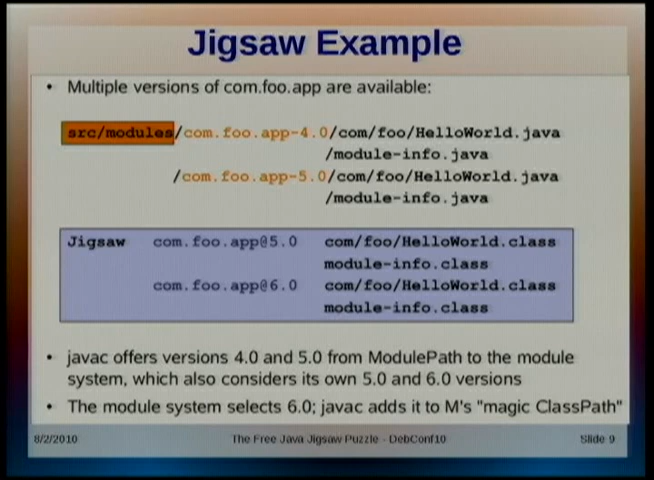 Jigsaw Example
• Multiple versions of com.foo.app are available:
src/modules/com.foo.app-4.0/com/foo/HelloWorld.java
/module-info.java
/com.foo.app-5.0/com/foo/HelloWorld.java
/module-info.java
Jigsaw com.foo.app@5.0 com/foo/HelloWorld.class
module-info.class
com.foo.app@6.0 com/foo/HelloWorld.class
module-info.class
• javac offers versions 4.0 and 5.0 from ModulePath to the module
system, which also considers its own 5.0 and 6.0 versions
• The module system selects 6.0; javac adds it to M's "magic ClassPath"
8/2/2010 The Free Java Jigsaw Puzzle - DebConf10 Slide 9